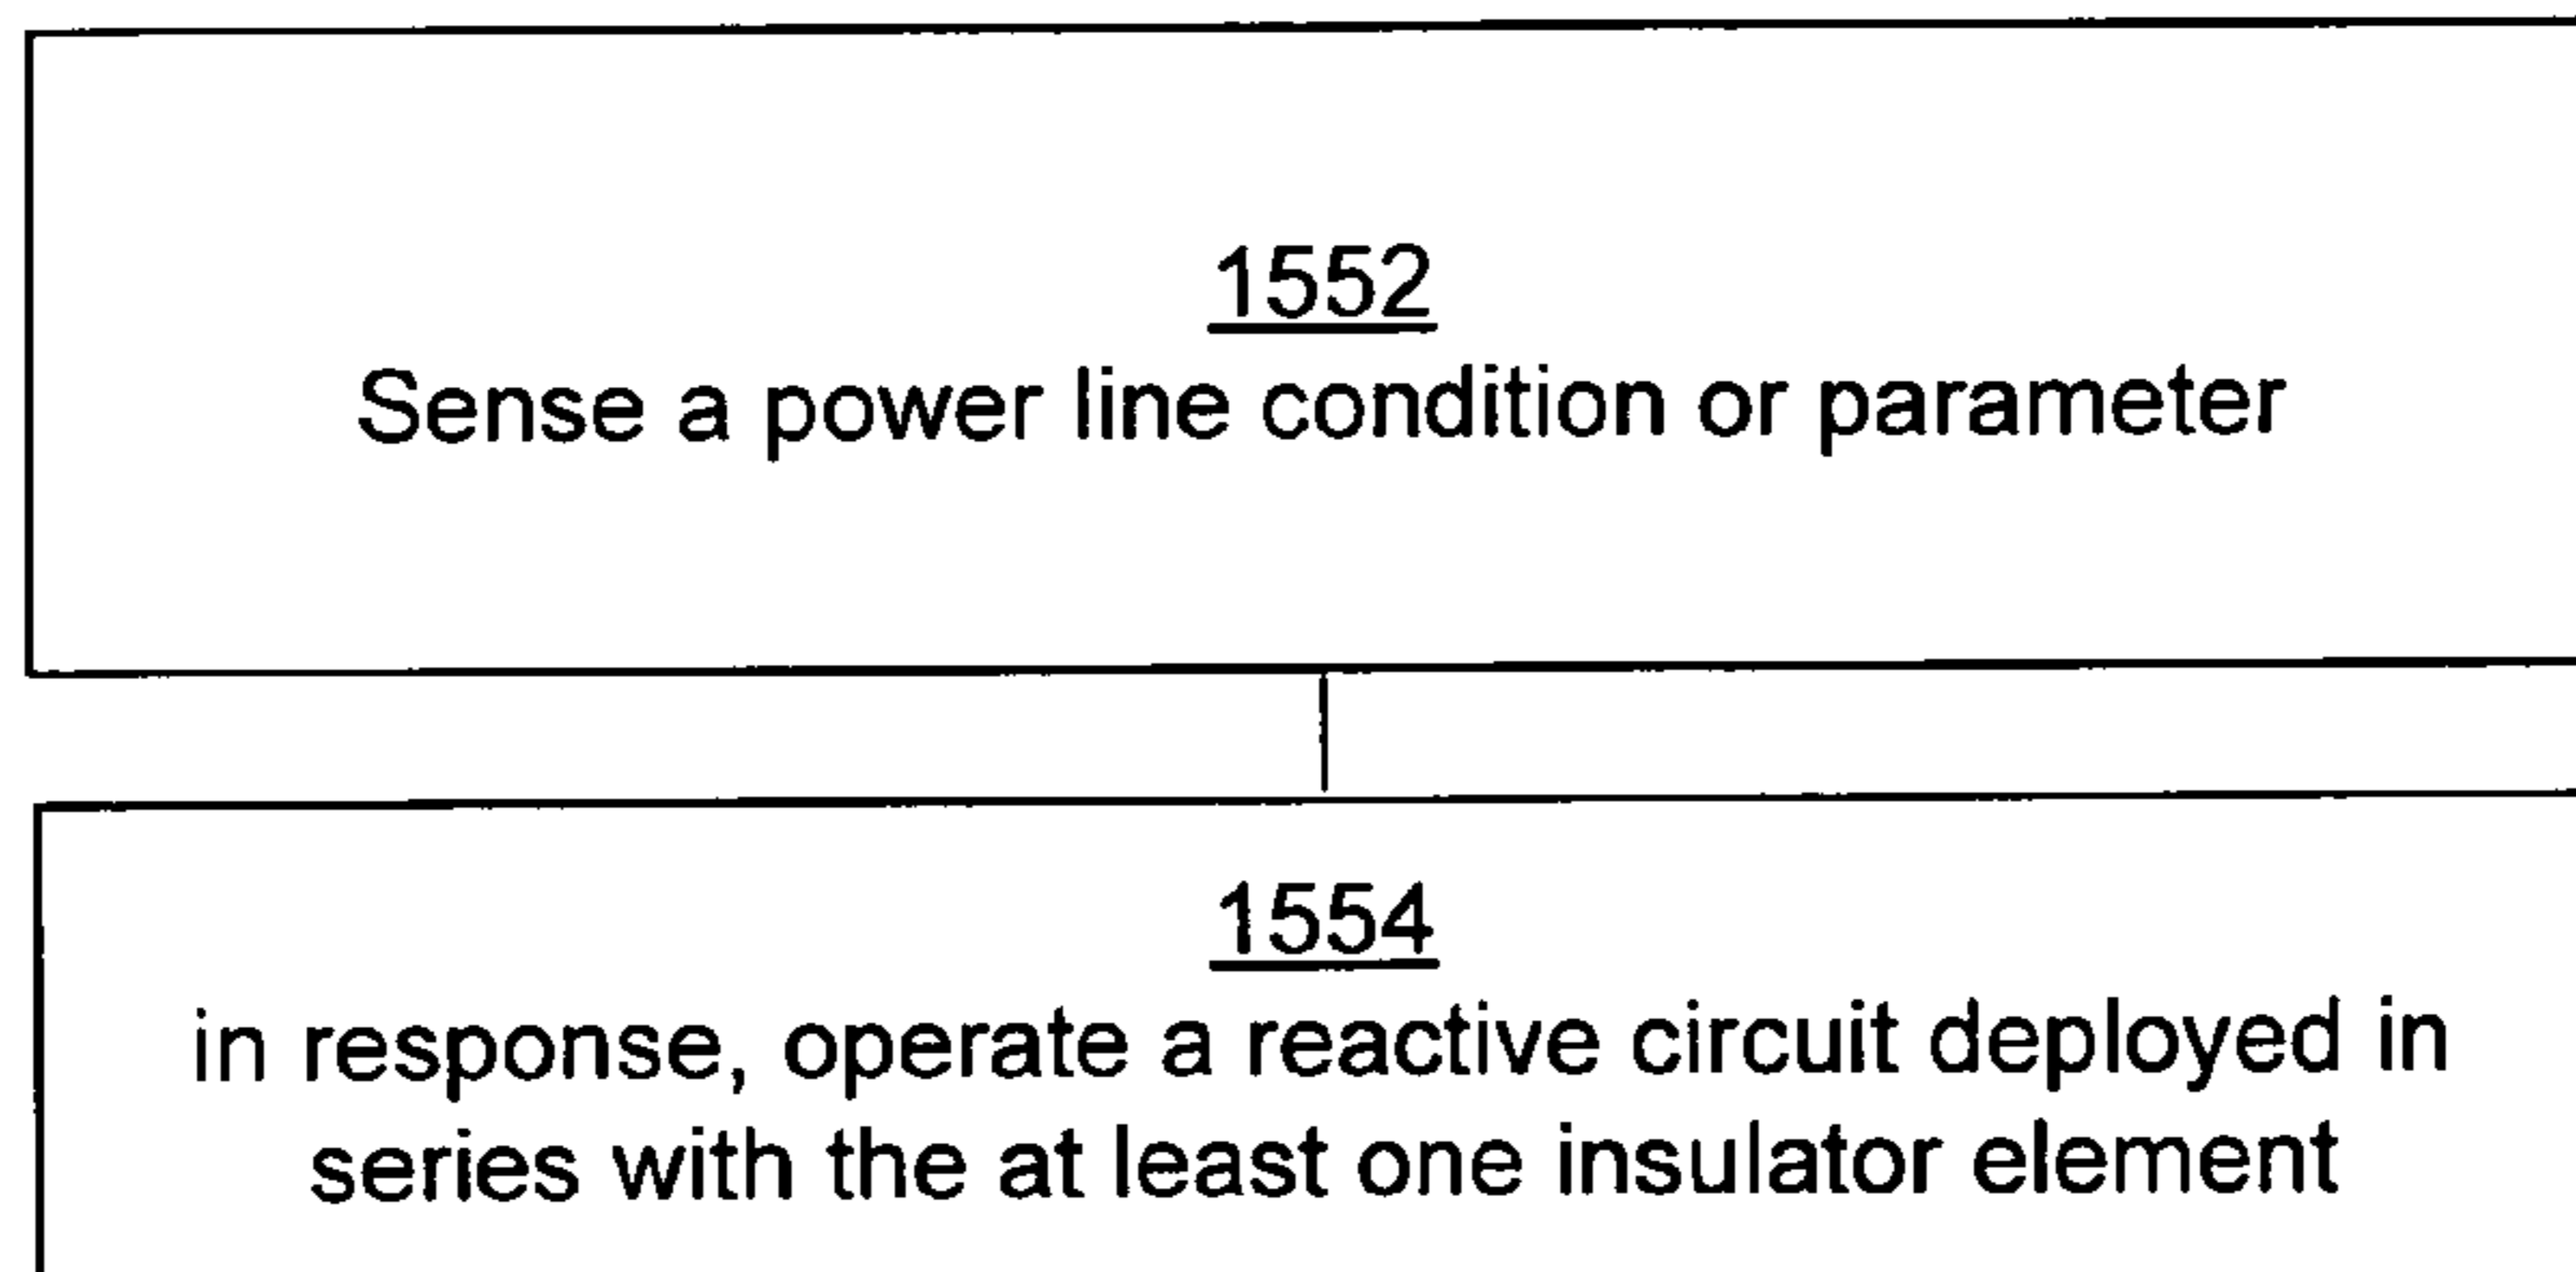 1552
Sense a power line condition or parameter
1554
in response, operate a reactive circuit deployed in
series with the at least one insulator element